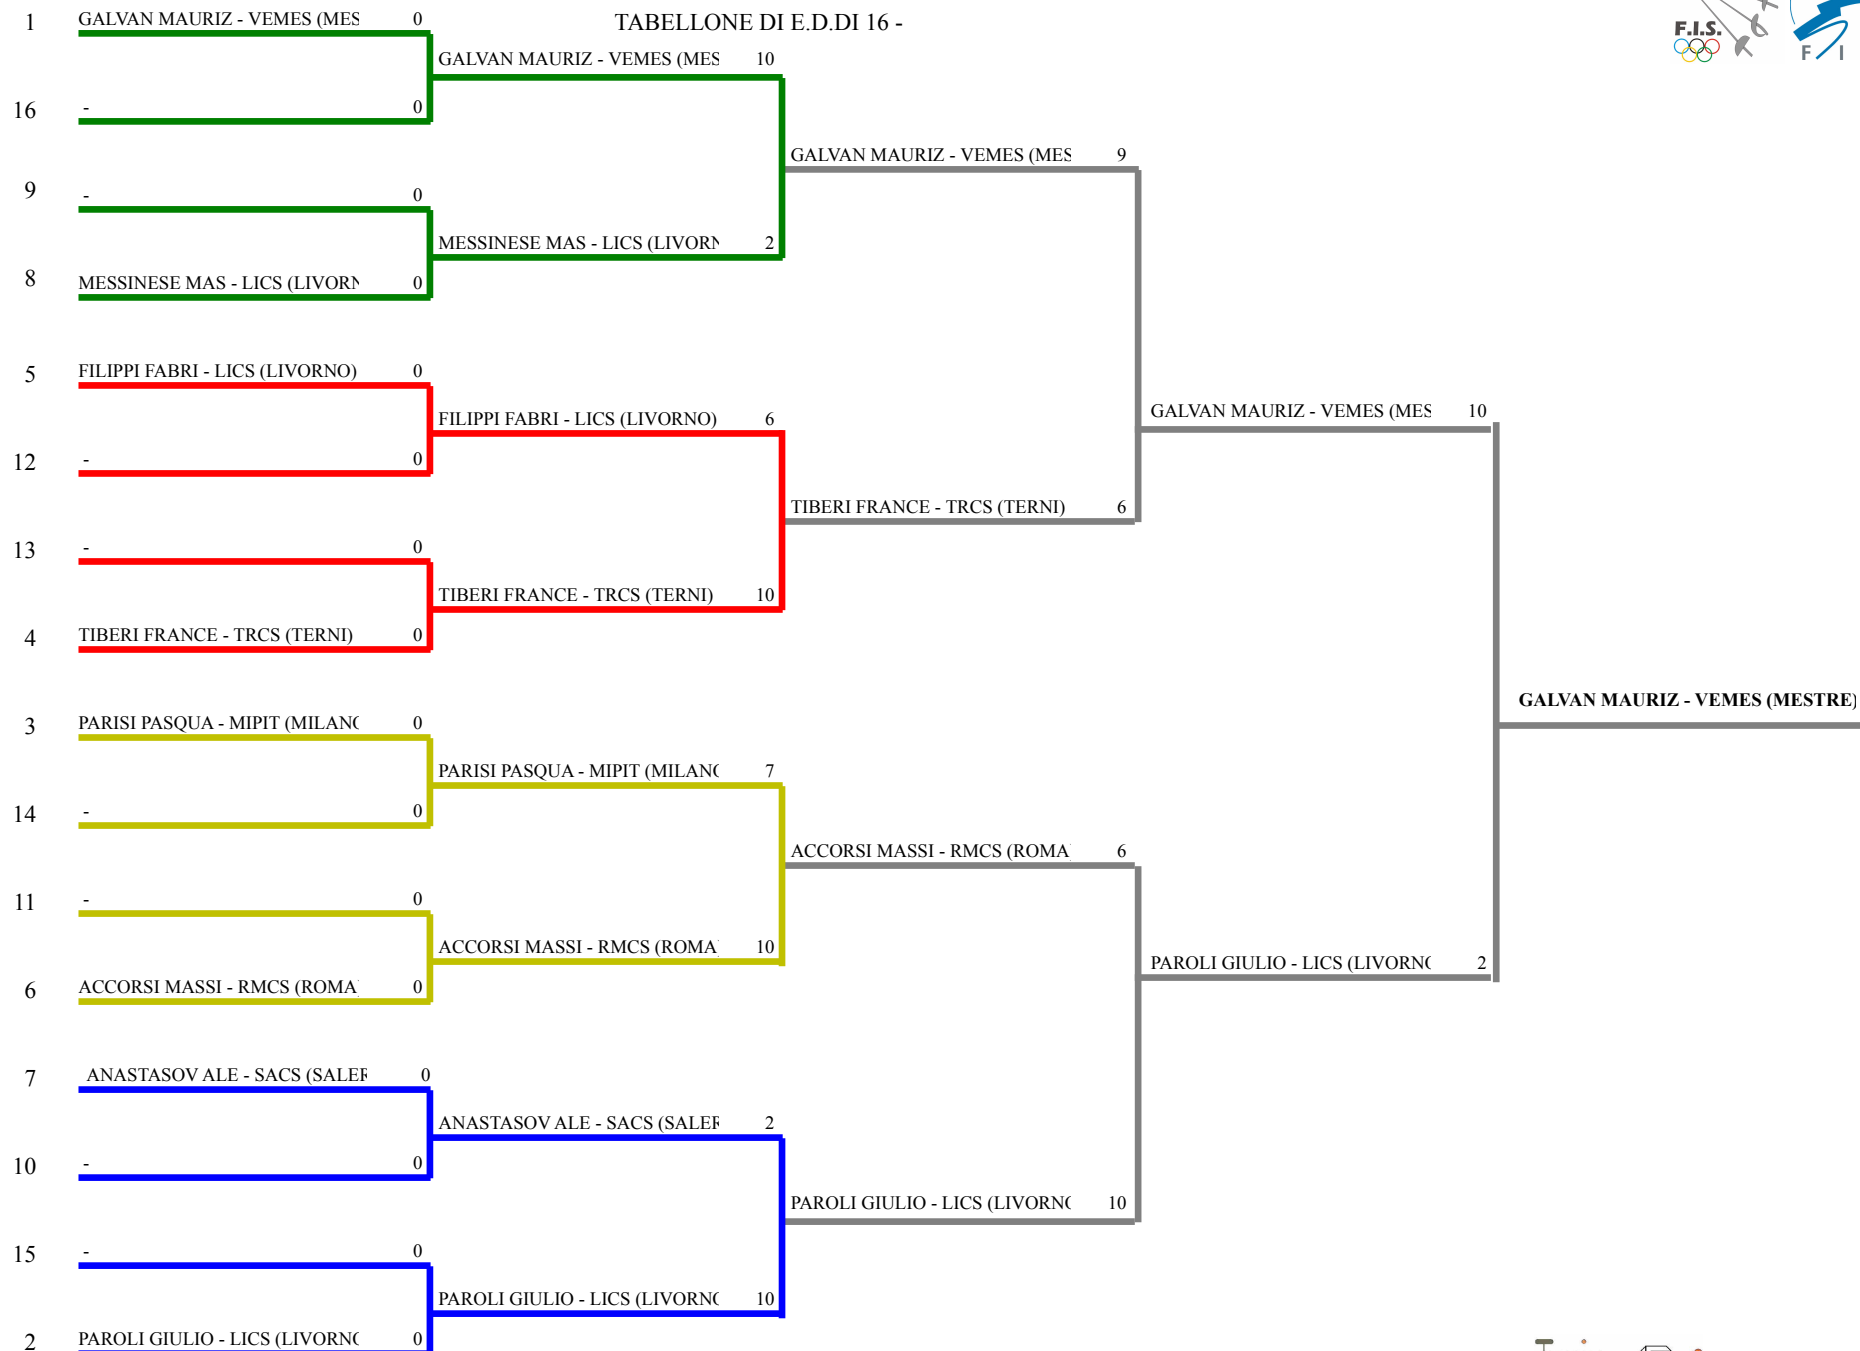 TABELLONE DI E.D.DI 16 -
F.I.S.
F I
1 GALVAN MAURIZ - VEMES (MES 0
GALVAN MAURIZ - VEMES (MES 10
16 - 0
GALVAN MAURIZ - VEMES (MES 9
9 - 0
MESSINESE MAS - LICS (LIVORN 2
8 MESSINESE MAS - LICS (LIVORN 0
5 FILIPPI FABRI - LICS (LIVORNO) 0
GALVAN MAURIZ - VEMES (MES 10
FILIPPI FABRI - LICS (LIVORNO) 6
12 - 0
TIBERI FRANCE - TRCS (TERNI) 6
13 - 0
TIBERI FRANCE - TRCS (TERNI) 10
4 TIBERI FRANCE - TRCS (TERNI) 0
GALVAN MAURIZ - VEMES (MESTRE)
3 PARISI PASQUA - MIPIT (MILANO 0
PARISI PASQUA - MIPIT (MILANO 7
14 - 0
ACCORSI MASSI - RMCS (ROMA 6
11 - 0
ACCORSI MASSI - RMCS (ROMA 10
PAROLI GIULIO - LICS (LIVORNO 2
6 ACCORSI MASSI - RMCS (ROMA 0
7 ANASTASOV ALE - SACS (SALER 0
ANASTASOV ALE - SACS (SALER 2
10 - 0
PAROLI GIULIO - LICS (LIVORNO 10
15 - 0
PAROLI GIULIO - LICS (LIVORNO 10
2 PAROLI GIULIO - LICS (LIVORNO 0